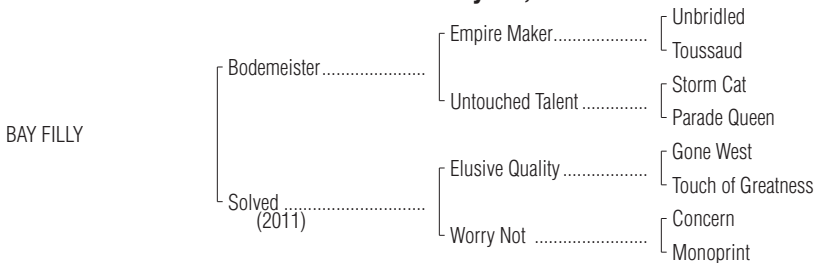 Unbridled
Empire Maker....................
Toussaud
Bodemeister......................
Storm Cat
Untouched Talent ..............
Parade Queen
BAY FILLY
Gone West
Elusive Quality ..................
Touch of Greatness
Solved ..............................
(2011)
Concern
Worry Not ........................
Monoprint